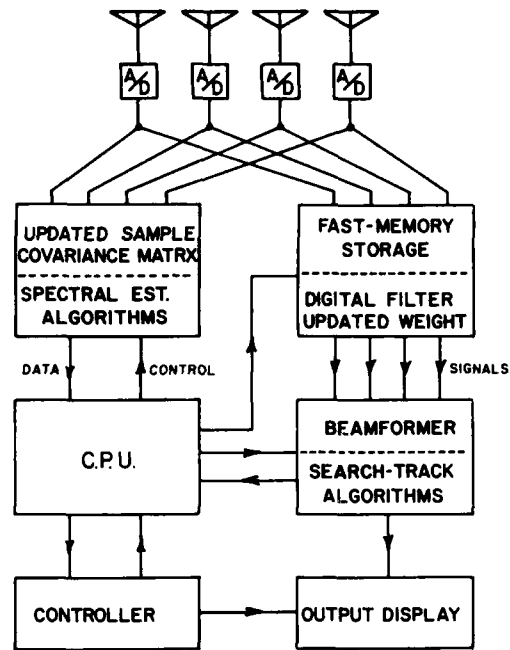 A/D A/D A/D A/D
UPDATED SAMPLE
COVARIANCE MATRX
SPECTRAL EST.
ALGORITHMS
FAST-MEMORY
STORAGE
DIGITAL FILTER
UPDATED WEIGHT
DATA
CONTROL
SIGNALS
C.P.U.
BEAMFORMER
SEARCH-TRACK
ALGORITHMS
CONTROLLER
OUTPUT DISPLAY